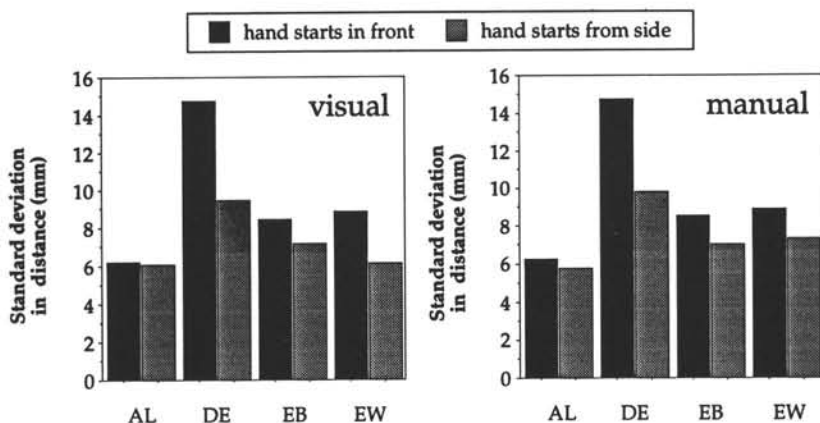 hand starts in front hand starts from side
visual
Standard deviation
in distance (mm)
16
14
12
10
8
6
4
2
0
AL DE EB EW
manual
Standard deviation
in distance (mm)
16
14
12
10
8
6
4
2
0
AL DE EB EW